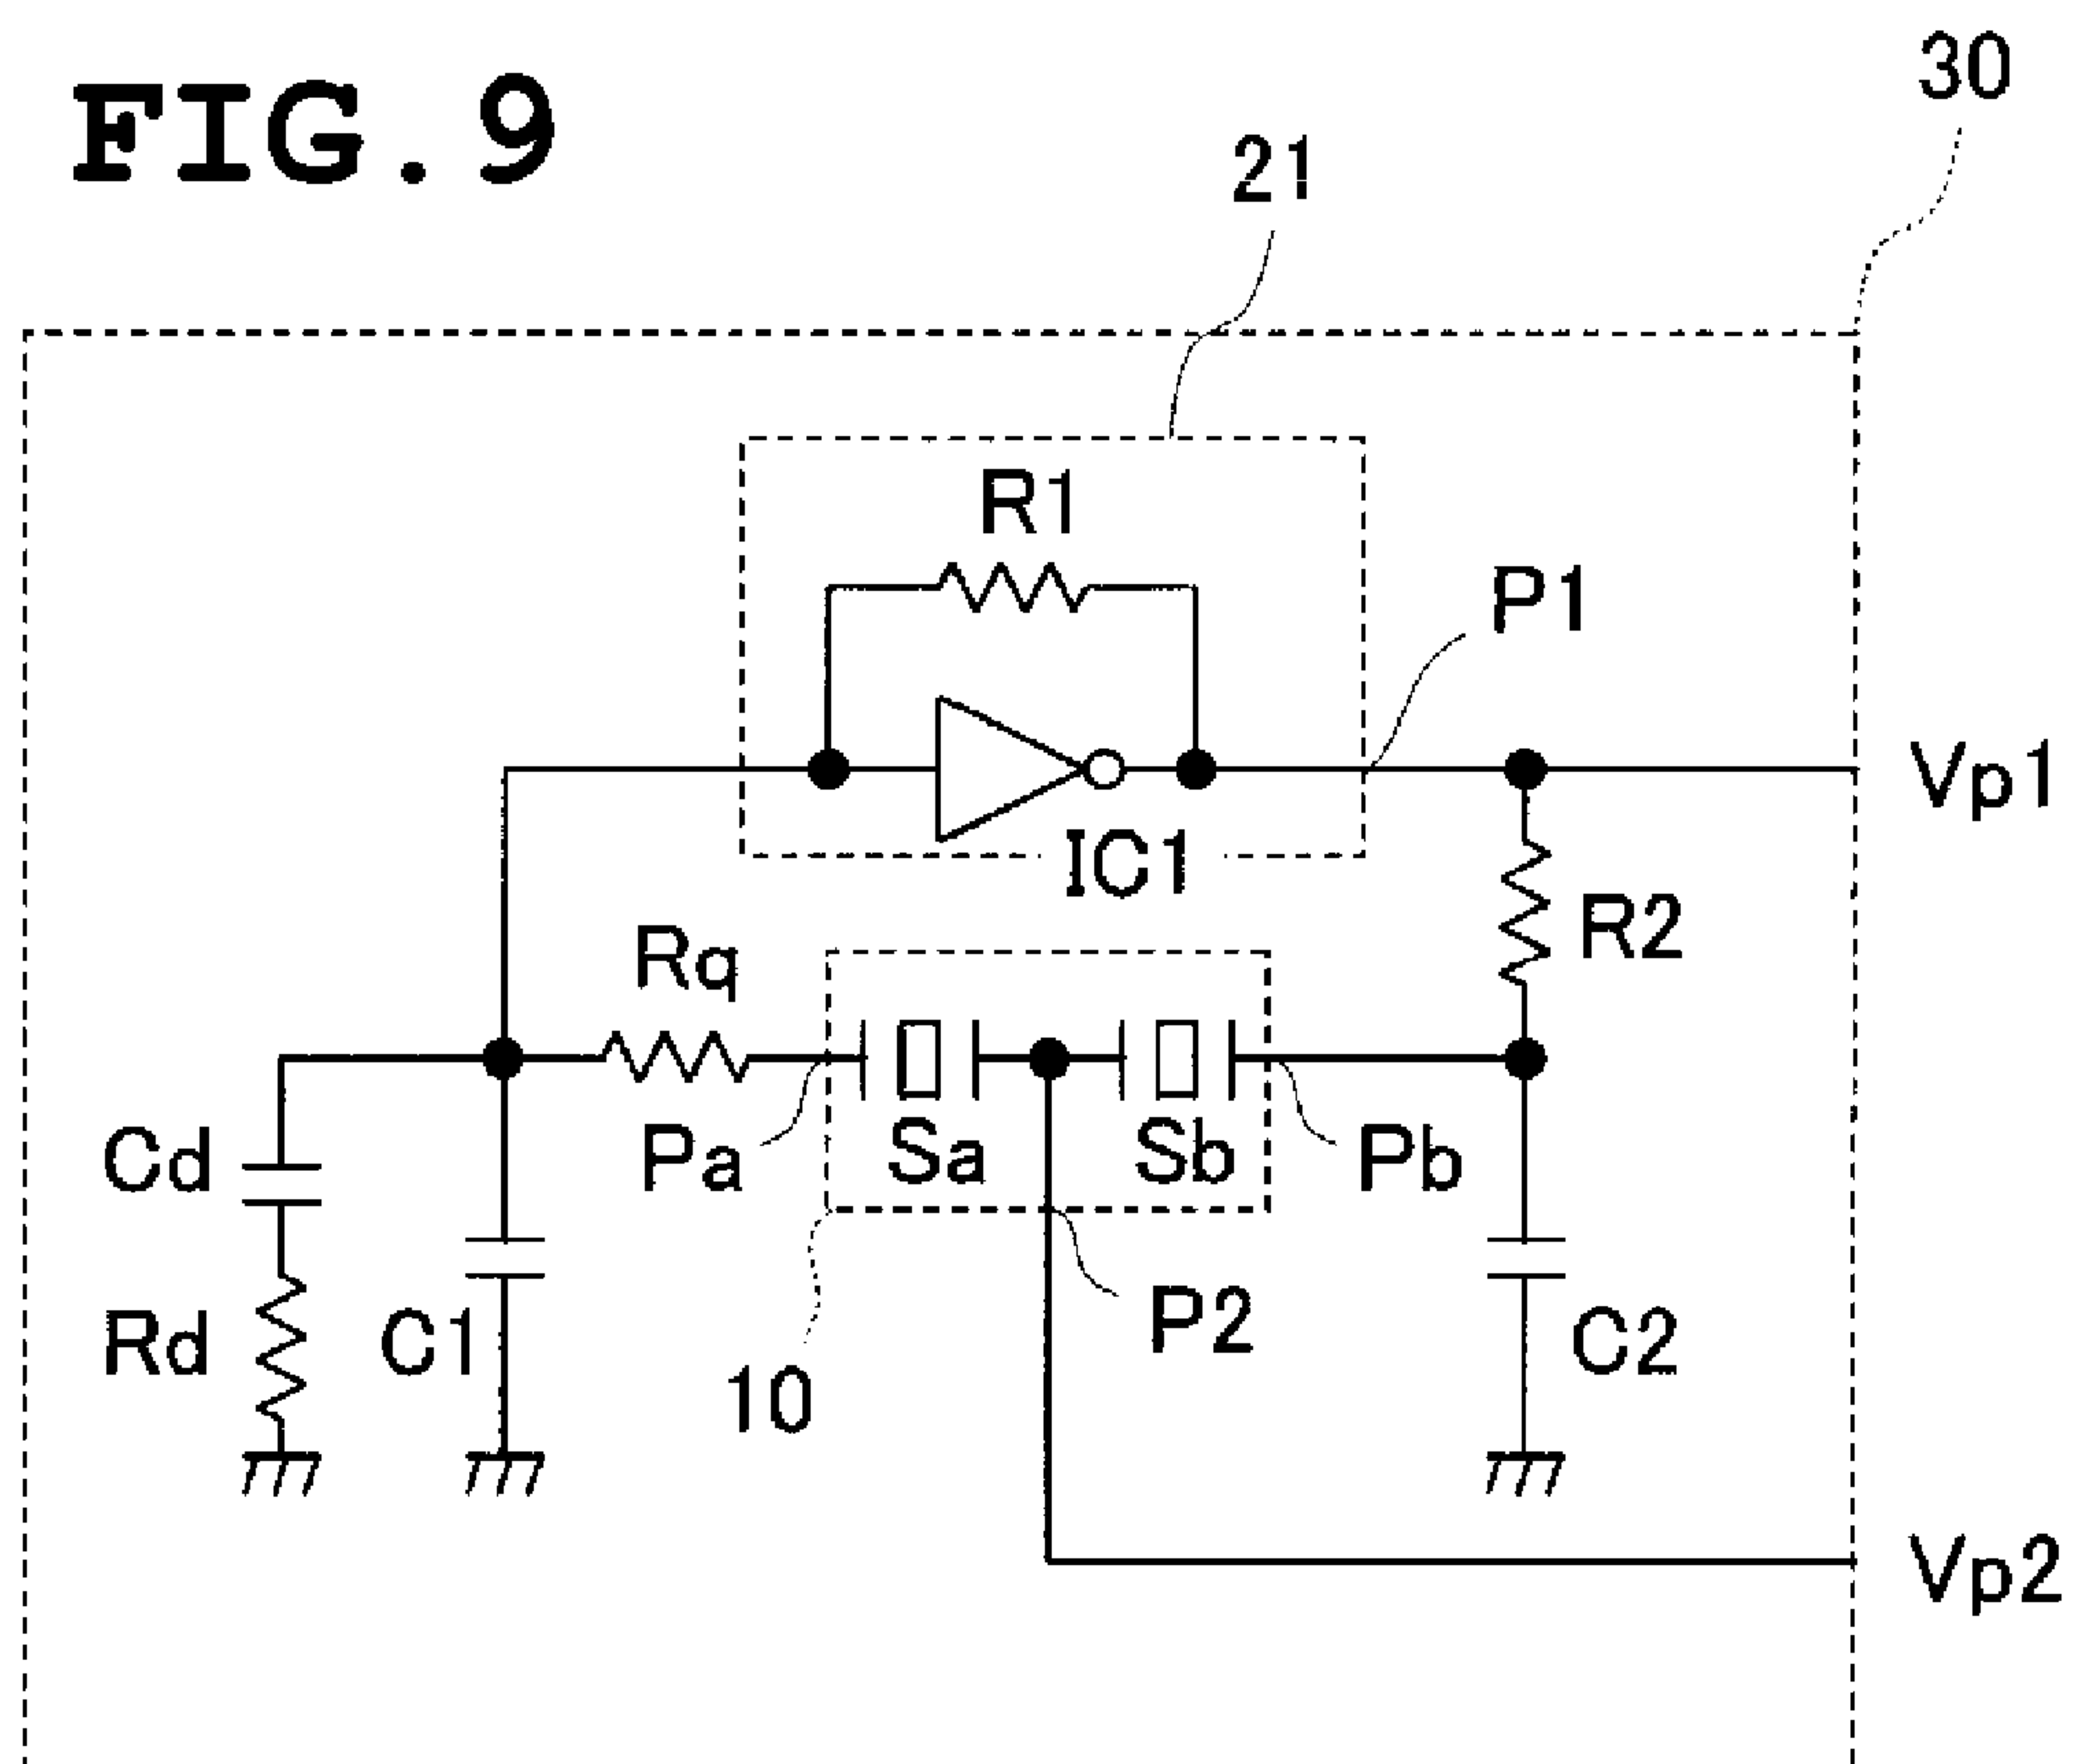 FIG. 9
30
21
R1
P1
Vp1
IC1
R2
Rq
Cd
Pa
Sa
Sb
Pb
Rd
C1
P2
C2
10
Vp2